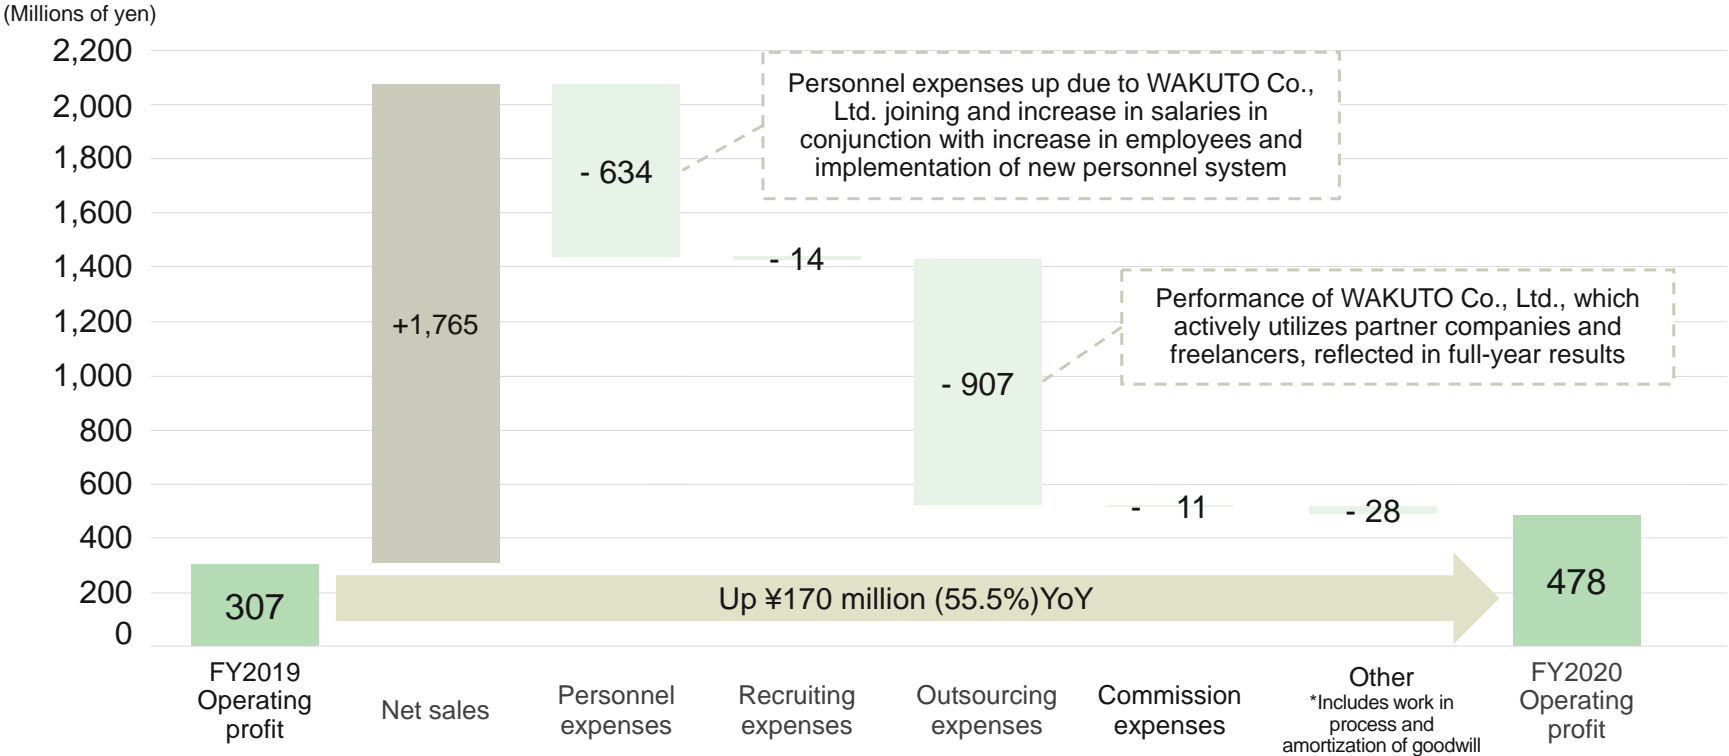 (Millions of yen)
2,200
2,000
1,800
1,600
1,400
1,200
1,000
800
600
400
200
0
Personnel expenses up due to WAKUTO Co.,
Ltd. joining and increase in salaries in
conjunction with increase in employees and
implementation of new personnel system
Performance of WAKUTO Co., Ltd., which
actively utilizes partner companies and
freelancers, reflected in full-year results
307
+1,765
- 634
- 14
- 907
- 11
- 28
478
Up ¥170 million (55.5%)YoY
FY2019
Operating
profit
Net sales
Personnel
expenses
Recruiting
expenses
Outsourcing
expenses
Commission
expenses
Other
*Includes work in
process and
amortization of goodwill
FY2020
Operating
profit